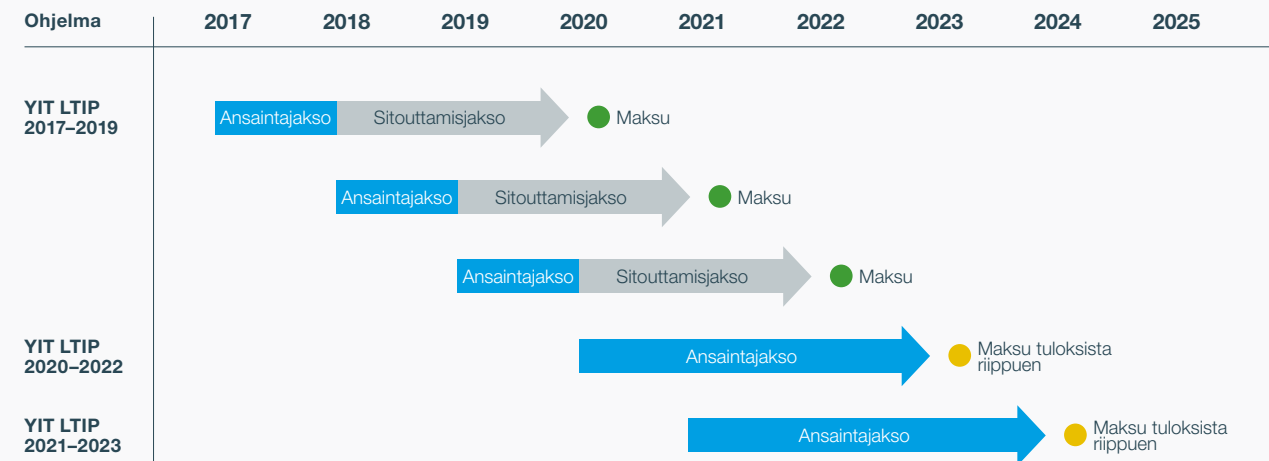 Ohjelma 2017 2018 2019 2020 2021 2022 2023 2024 2025
YIT LTIP
2017–2019
Ansaintajakso Sitouttamisjakso Maksu
Ansaintajakso Sitouttamisjakso Maksu
Ansaintajakso Sitouttamisjakso Maksu
YIT LTIP
2020–2022
Ansaintajakso
Maksu tuloksista
riippuen
YIT LTIP
2021–2023
Ansaintajakso
Maksu tuloksista
riippuen